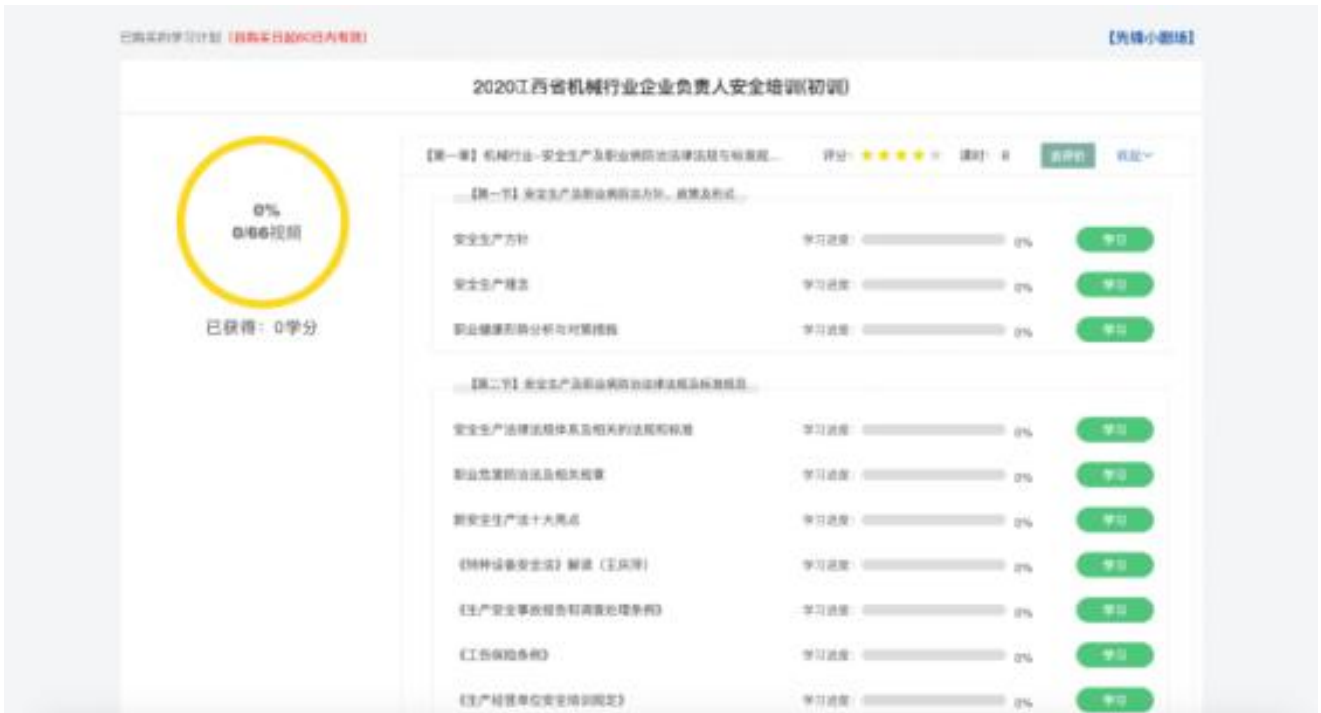 已购买的学习计划（自购买日起60日内有效）
【先锋小剧场】
2020江西省机械行业企业负责人安全培训(初训)
0%
0/66视频
已获得：0学分
【第一章】机械行业-安全生产及职业病防治法律法规与标准规... 评分： 课时：8 去评价 收起
【第一节】安全生产及职业病防治方针、政策及形式
安全生产方针 学习进度： 0% 学习
安全生产理念 学习进度： 0% 学习
职业健康形势分析与对策措施 学习进度： 0% 学习
【第二节】安全生产及职业病防治法律法规及标准规范
安全生产法律法规体系及相关的法规和标准 学习进度： 0% 学习
职业危害防治法及相关规章 学习进度： 0% 学习
新安全生产法十大亮点 学习进度： 0% 学习
《特种设备安全法》解读（王庆萍） 学习进度： 0% 学习
《生产安全事故报告和调查处理条例》 学习进度： 0% 学习
《工伤保险条例》 学习进度： 0% 学习
《生产经营单位安全培训规定》 学习进度： 0% 学习